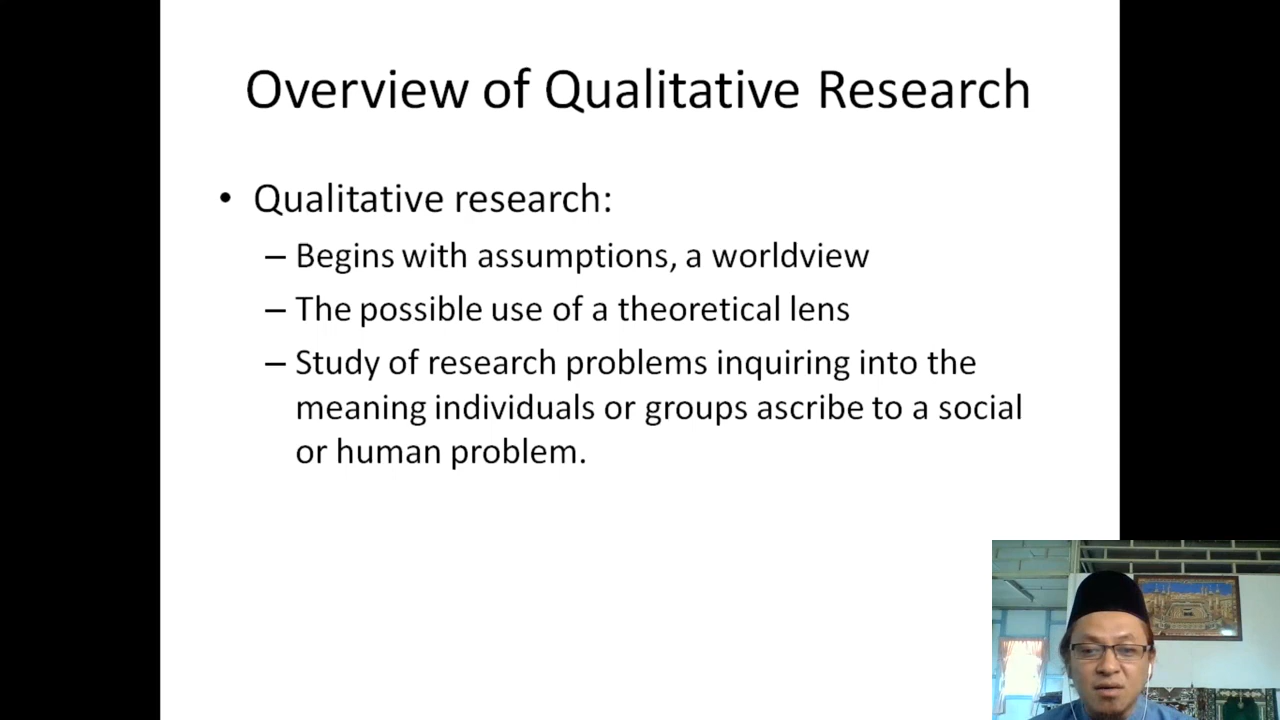 Overview of Qualitative Research
• Qualitative research:
– Begins with assumptions, a worldview
– The possible use of a theoretical lens
– Study of research problems inquiring into the
meaning individuals or groups ascribe to a social
or human problem.